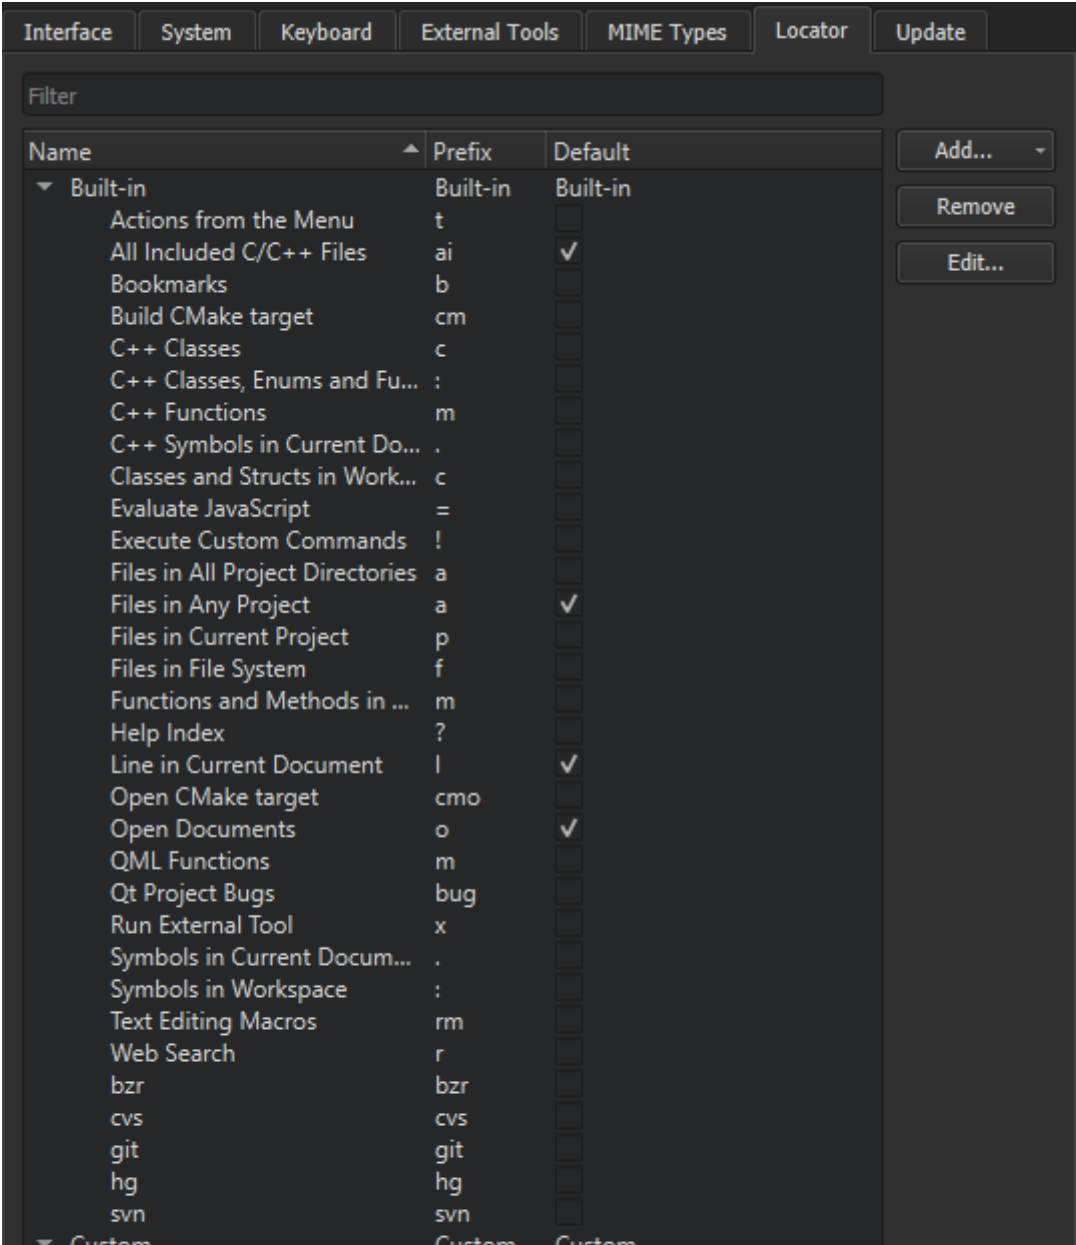 Interface System Keyboard External Tools MIME Types Locator Update
Filter
Name Prefix Default Add...
Built-in Built-in Built-in
Remove
Actions from the Menu t
All Included C/C++ Files ai Edit...
Bookmarks b
Build CMake target cm
C++ Classes c
C++ Classes, Enums and Fu... :
C++ Functions m
C++ Symbols in Current Do... .
Classes and Structs in Work... c
Evaluate JavaScript =
Execute Custom Commands !
Files in All Project Directories a
Files in Any Project a
Files in Current Project p
Files in File System f
Functions and Methods in ... m
Help Index ?
Line in Current Document l
Open CMake target cmo
Open Documents o
QML Functions m
Qt Project Bugs bug
Run External Tool x
Symbols in Current Docum... .
Symbols in Workspace :
Text Editing Macros rm
Web Search r
bzr bzr
cvs cvs
git git
hg hg
svn svn
Custom Custom Custom